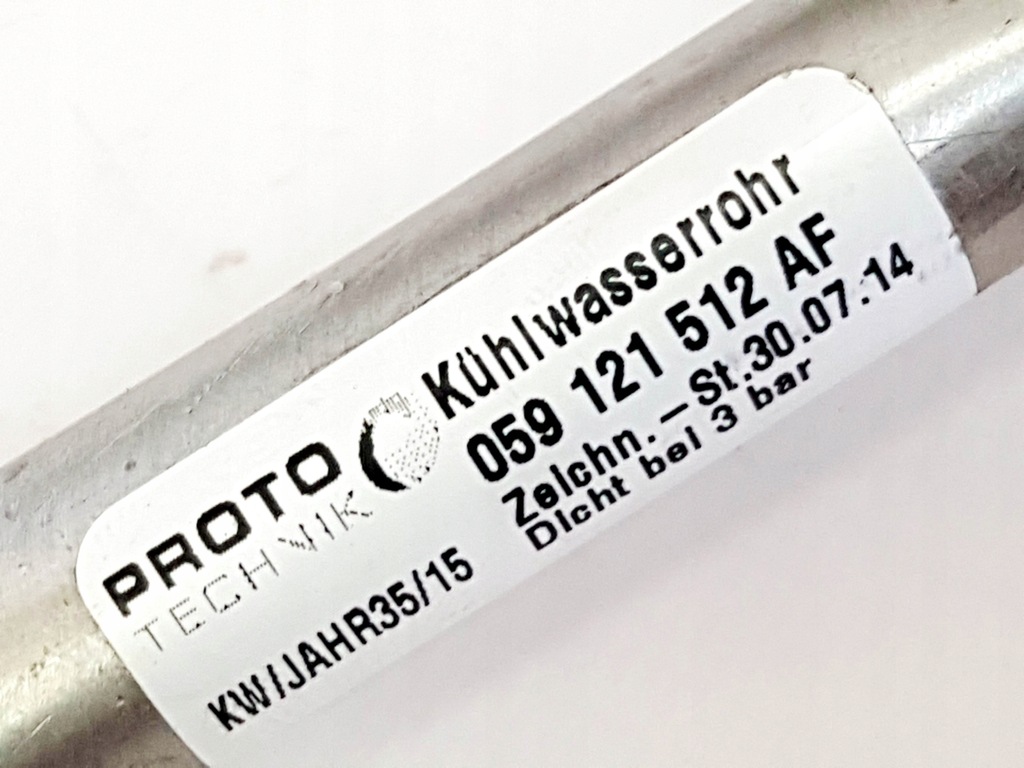 PROTO
TECHNIK
Kühlwasserrohr
059 121 512 AF
Zeichn.-St.30.07.14
Dicht bei 3 bar
KW/JAHR35/15